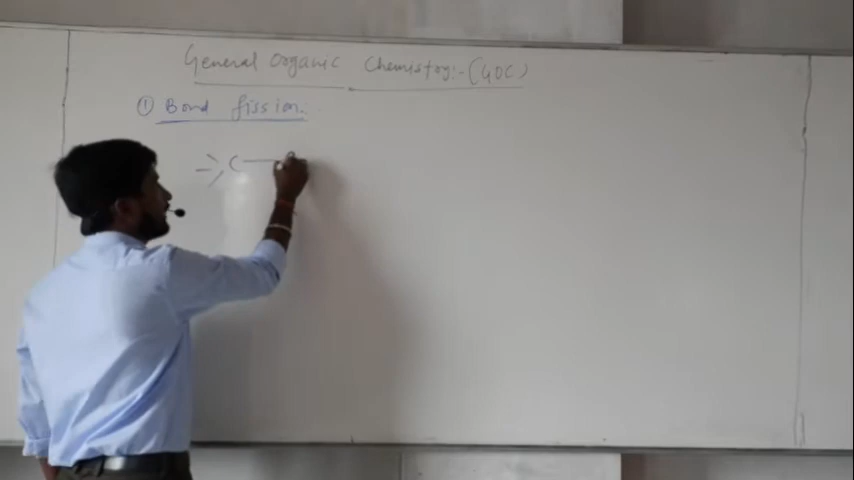 General Organic Chemistry:- (GOC)
① Bond fission.
C —